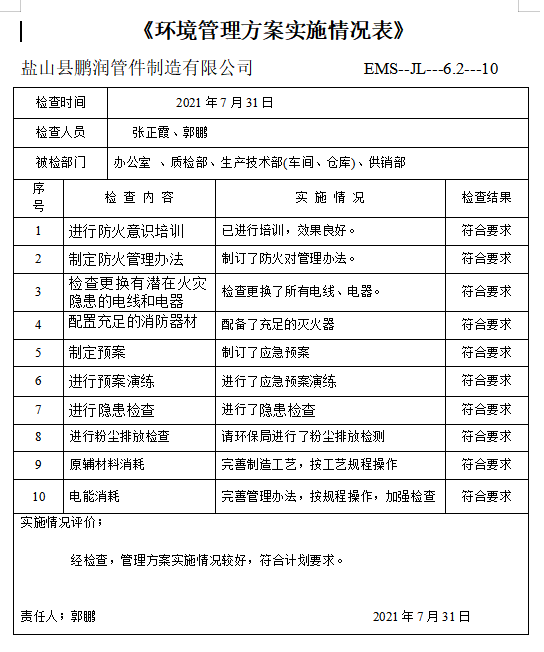 《环境管理方案实施情况表》
盐山县鹏润管件制造有限公司 EMS--JL---6.2---10
检查时间 2021年7月31日
检查人员 张正霞、郭鹏
被检部门 办公室 、质检部、生产技术部(车间、仓库)、供销部
序号 检 查 内 容 实 施 情 况 检查结果
1 进行防火意识培训 已进行培训，效果良好。 符合要求
2 制定防火管理办法 制订了防火对管理办法。 符合要求
3 检查更换有潜在火灾隐患的电线和电器 检查更换了所有电线、电器。 符合要求
4 配置充足的消防器材 配备了充足的灭火器 符合要求
5 制定预案 制订了应急预案 符合要求
6 进行预案演练 进行了应急预案演练 符合要求
7 进行隐患检查 进行了隐患检查 符合要求
8 进行粉尘排放检查 请环保局进行了粉尘排放检测 符合要求
9 原辅材料消耗 完善制造工艺，按工艺规程操作 符合要求
10 电能消耗 完善管理办法，按规程操作，加强检查 符合要求
实施情况评价；
经检查，管理方案实施情况较好，符合计划要求。
责任人；郭鹏 2021年7月31日